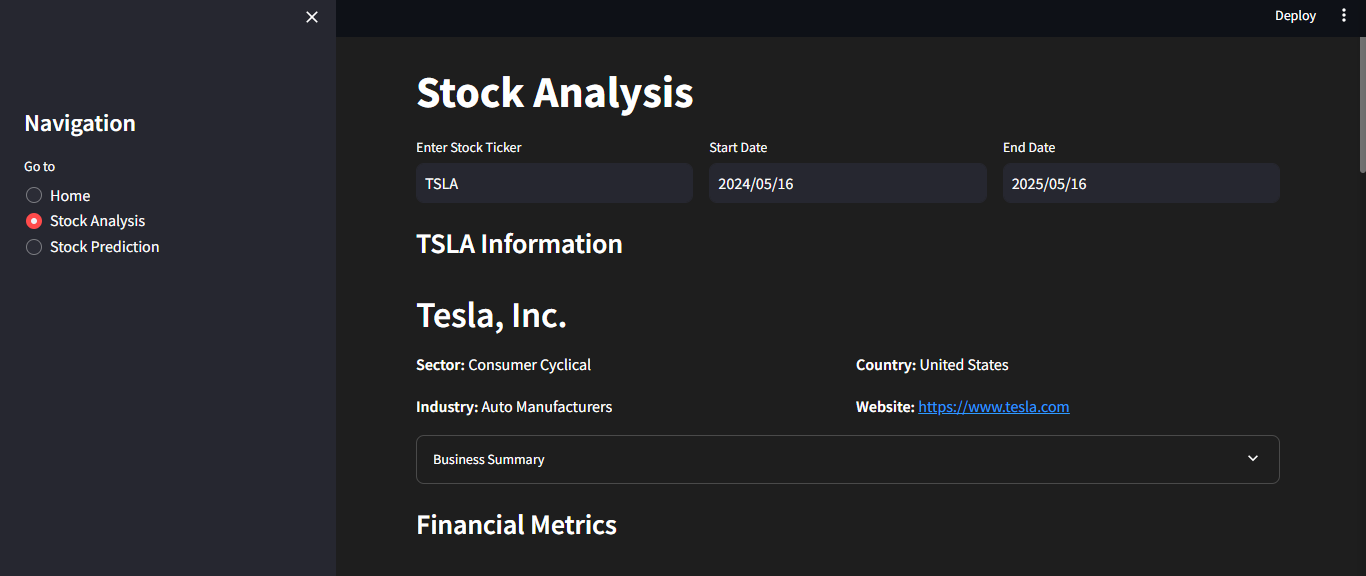 Deploy
Navigation
Go to
Home
Stock Analysis
Stock Prediction
Stock Analysis
Enter Stock Ticker
Start Date
End Date
TSLA
2024/05/16
2025/05/16
TSLA Information
Tesla, Inc.
Sector: Consumer Cyclical
Country: United States
Industry: Auto Manufacturers
Website: https://www.tesla.com
Business Summary
Financial Metrics